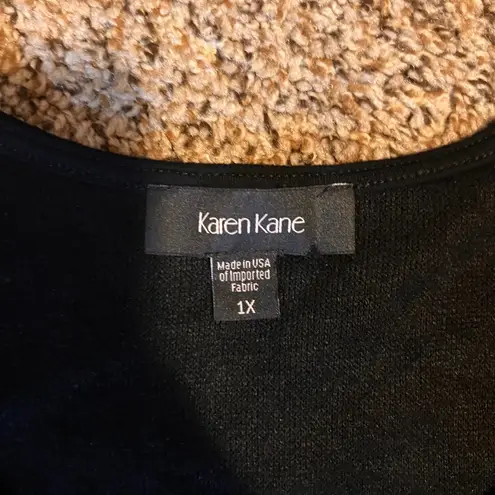 Karen Kane
Made in USA
of Imported
Fabric
1X